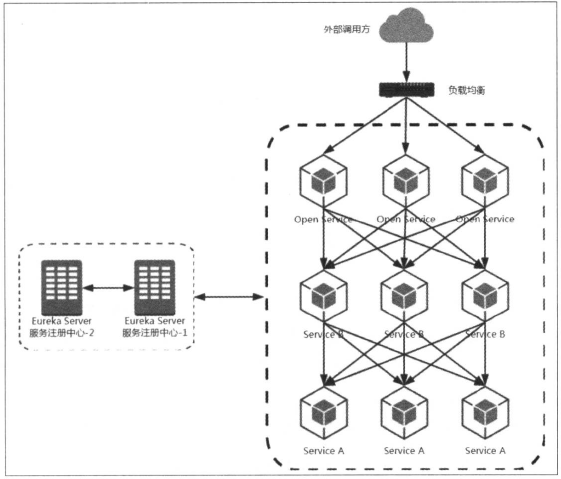 外部调用方
负载均衡
Open Service
Open Service
Open Service
Eureka Server
服务注册中心-2
Eureka Server
服务注册中心-1
Service B
Service B
Service B
Service A
Service A
Service A